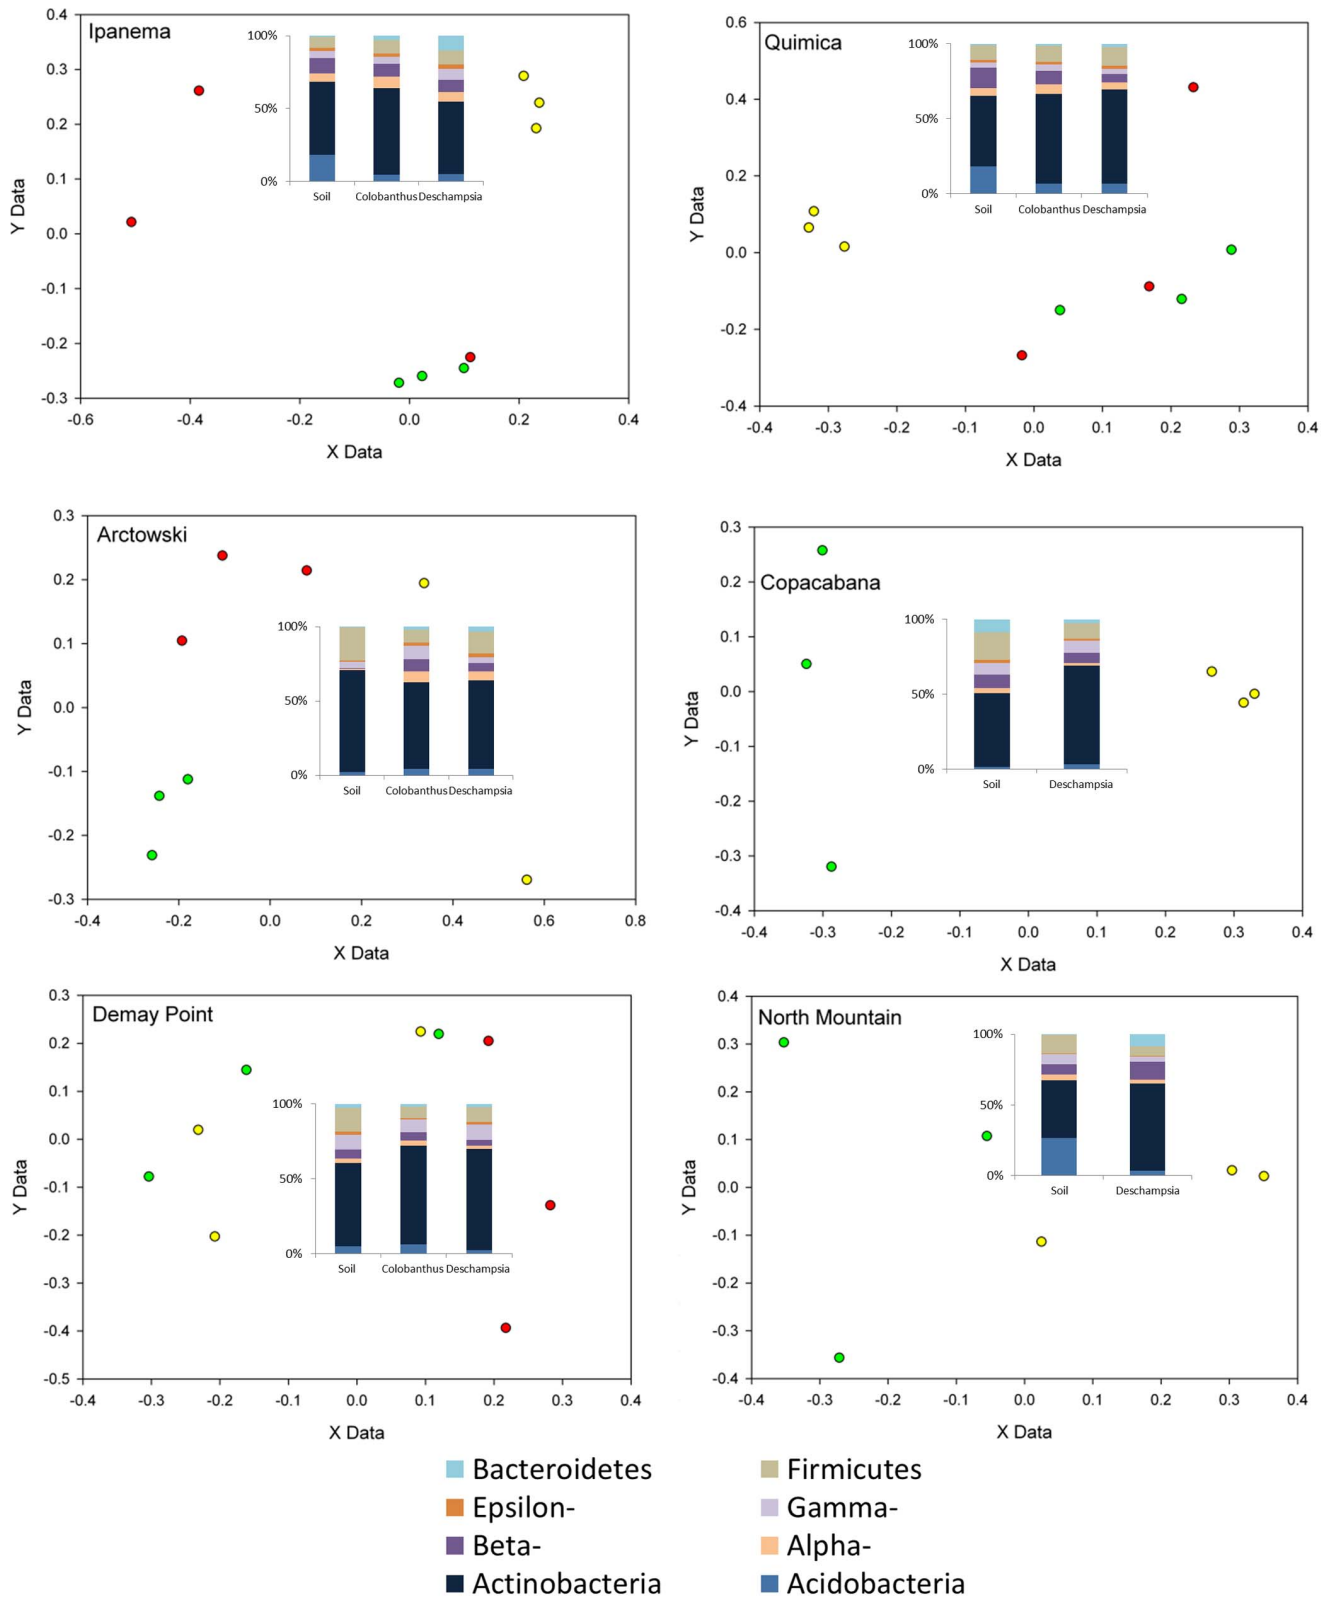 Ipanema
0.4
0.3
0.2
0.1
0.0
-0.1
-0.2
-0.3
Y Data
-0.6 -0.4 -0.2 0.0 0.2 0.4
X Data
100%
50%
0%
Soil Colobanthus Deschampsia
Quimica
0.6
0.4
0.2
0.0
-0.2
-0.4
Y Data
-0.4 -0.3 -0.2 -0.1 0.0 0.1 0.2 0.3 0.4
X Data
100%
50%
0%
Soil Colobanthus Deschampsia
Arctowski
0.3
0.2
0.1
0.0
-0.1
-0.2
-0.3
Y Data
-0.4 -0.2 0.0 0.2 0.4 0.6 0.8
X Data
100%
50%
0%
Soil Colobanthus Deschampsia
Copacabana
0.3
0.2
0.1
0.0
-0.1
-0.2
-0.3
-0.4
Y Data
-0.4 -0.3 -0.2 -0.1 0.0 0.1 0.2 0.3 0.4
X Data
100%
50%
0%
Soil Deschampsia
Demay Point
0.3
0.2
0.1
0.0
-0.1
-0.2
-0.3
-0.4
-0.5
Y Data
-0.4 -0.3 -0.2 -0.1 0.0 0.1 0.2 0.3 0.4
X Data
100%
50%
0%
Soil Colobanthus Deschampsia
North Mountain
0.4
0.3
0.2
0.1
0.0
-0.1
-0.2
-0.3
-0.4
Y Data
-0.4 -0.3 -0.2 -0.1 0.0 0.1 0.2 0.3 0.4
X Data
100%
50%
0%
Soil Deschampsia
Bacteroidetes Firmicutes
Epsilon- Gamma-
Beta- Alpha-
Actinobacteria Acidobacteria